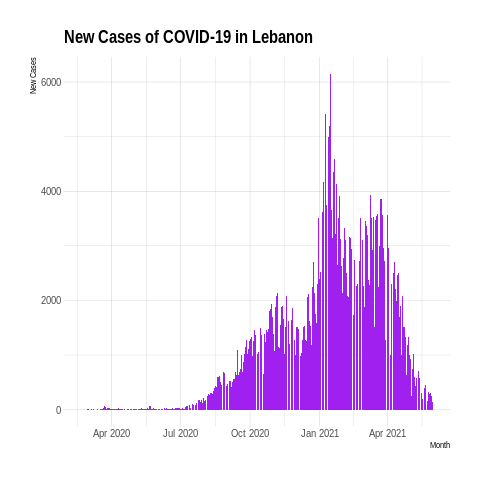 New Cases of COVID-19 in Lebanon
New Cases
6000
4000
2000
0
Apr 2020 Jul 2020 Oct 2020 Jan 2021 Apr 2021
Month